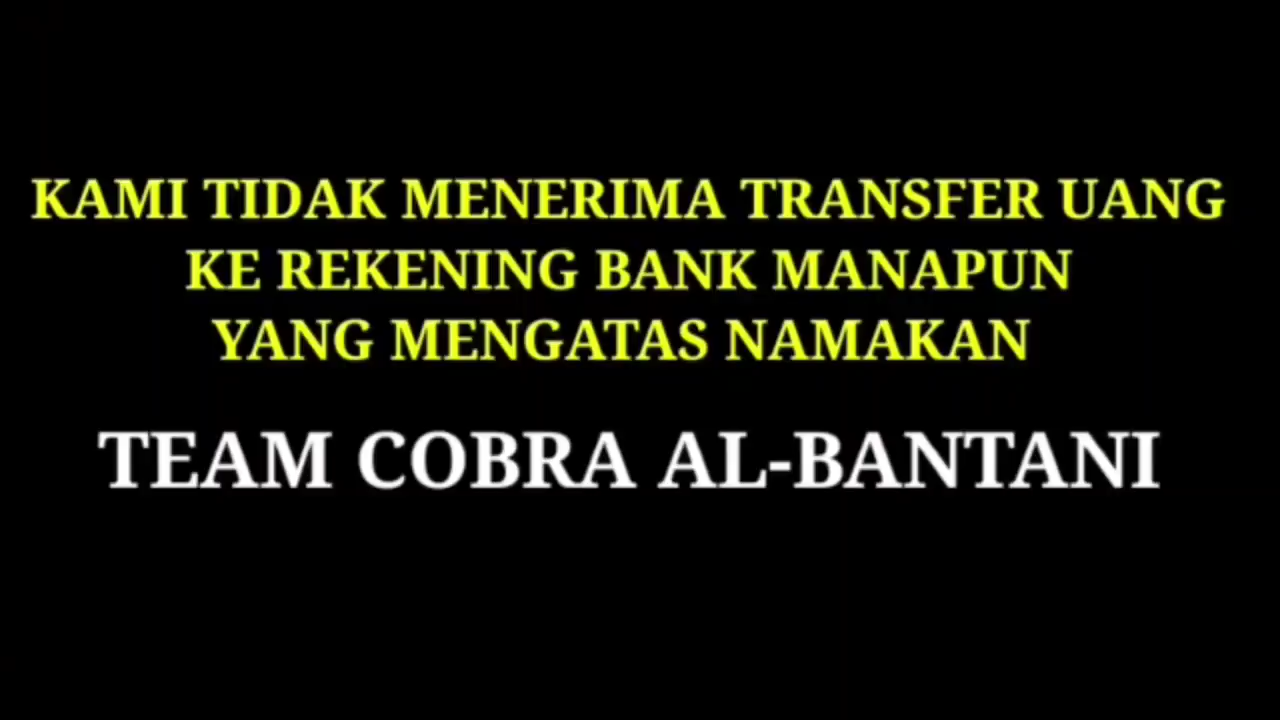 KAMI TIDAK MENERIMA TRANSFER UANG
KE REKENING BANK MANAPUN
YANG MENGATAS NAMAKAN
TEAM COBRA AL-BANTANI